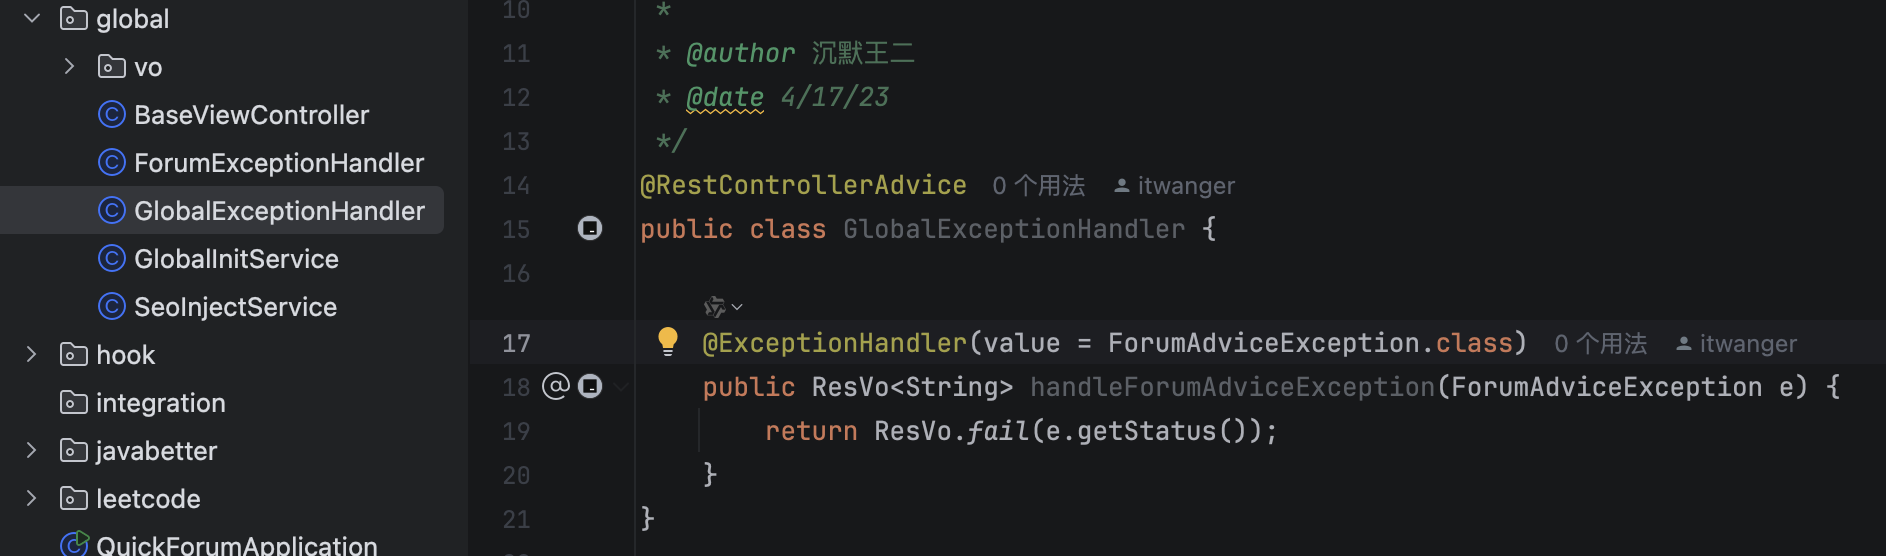 global
vo
BaseViewController
ForumExceptionHandler
GlobalExceptionHandler
GlobalInitService
SeoInjectService
hook
integration
javabetter
leetcode
QuickForumApplication
10 *
11 * @author 沉默王二
12 * @date 4/17/23
13 */
14 @RestControllerAdvice 0 个用法 itwanger
15 public class GlobalExceptionHandler {
16
17 @ExceptionHandler(value = ForumAdviceException.class) 0 个用法 itwanger
18 public ResVo<String> handleForumAdviceException(ForumAdviceException e) {
19 return ResVo.fail(e.getStatus());
20 }
21 }